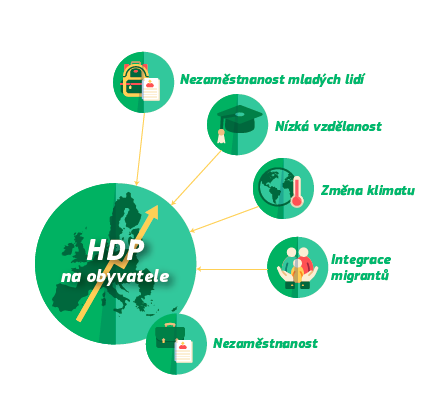 Nezaměstnanost mladých lidí
Nízká vzdělanost
Změna klimatu
HDP
na obyvatele
Integrace
migrantů
Nezaměstnanost